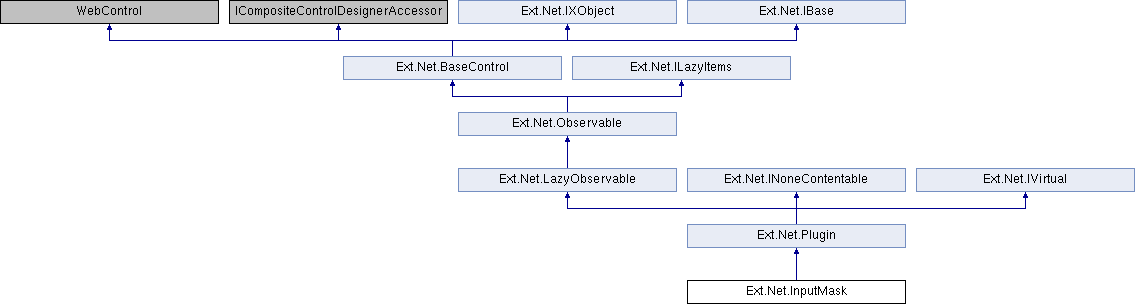 WebControl
ICompositeControlDesignerAccessor
Ext.Net.IXObject
Ext.Net.IBase
Ext.Net.BaseControl
Ext.Net.ILazyItems
Ext.Net.Observable
Ext.Net.LazyObservable
Ext.Net.INoneContentable
Ext.Net.IVirtual
Ext.Net.Plugin
Ext.Net.InputMask